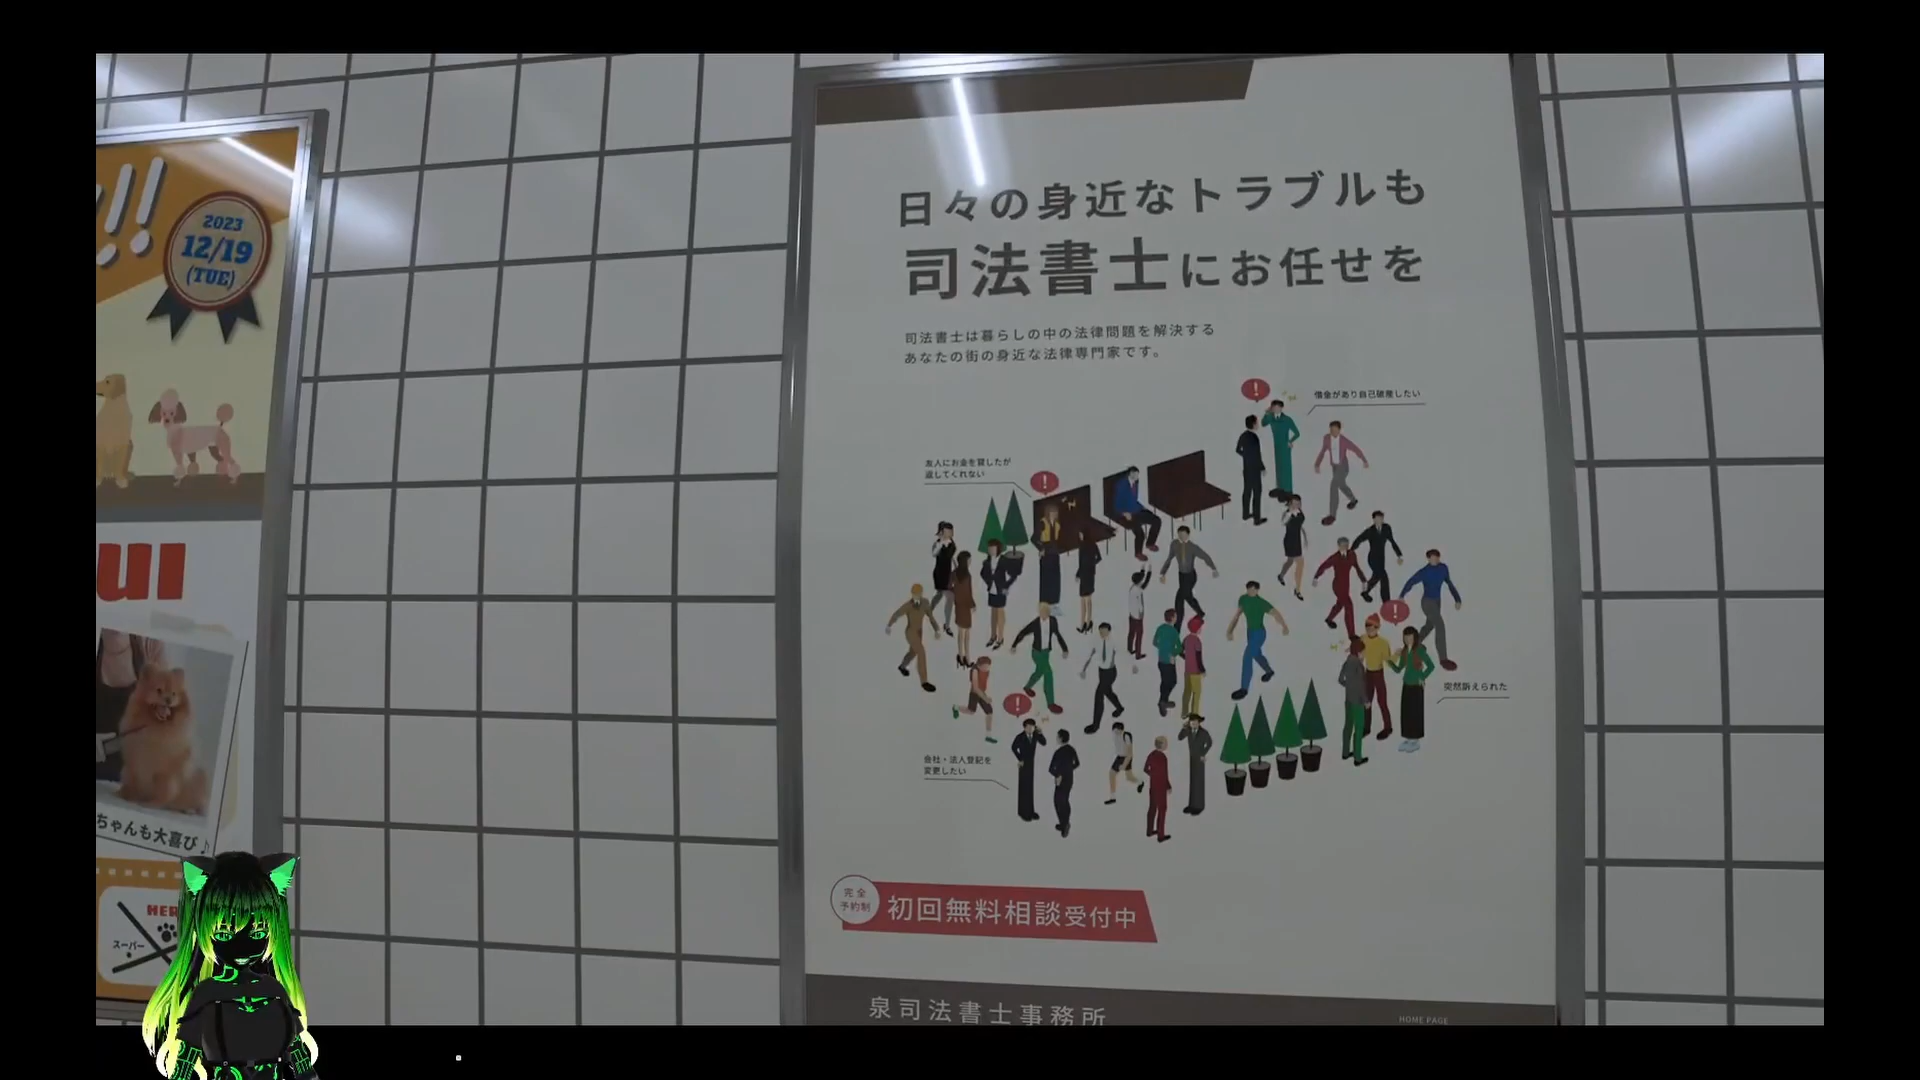 !!
2023
12/19
(TUE)
UI
ちゃんも大喜び♪
HER
スーパー
日々の身近なトラブルも
司法書士にお任せを
司法書士は暮らしの中の法律問題を解決する
あなたの街の身近な法律専門家です。
借金があり自己破産したい
友人にお金を貸したが
返してくれない
突然訴えられた
会社・法人登記を
変更したい
完全
予約制
初回無料相談受付中
泉司法書士事務所
HOME PAGE